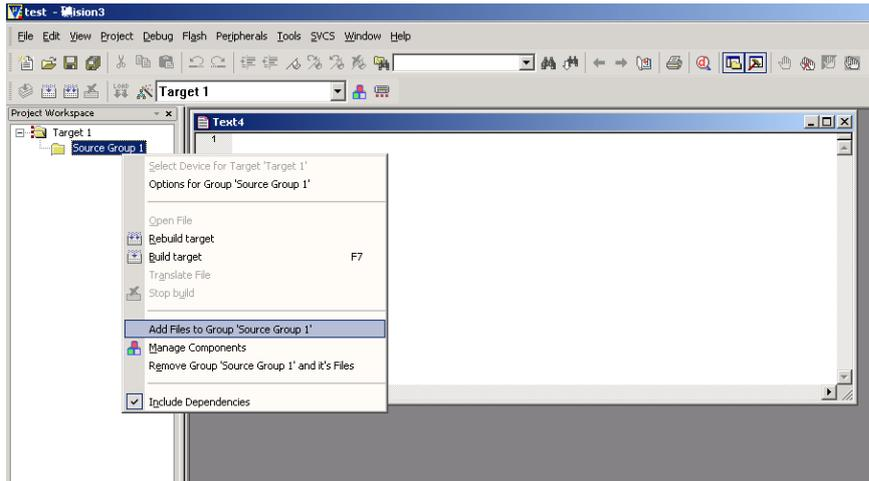 test - µision3
File Edit View Project Debug Flash Peripherals Tools SVCS Window Help
LOAD
Target 1
Project Workspace
Target 1
Source Group 1
Text4
1
Select Device for Target 'Target 1'
Options for Group 'Source Group 1'
Open File
Rebuild target
Build target F7
Translate File
Stop build
Add Files to Group 'Source Group 1'
Manage Components
Remove Group 'Source Group 1' and it's Files
Include Dependencies